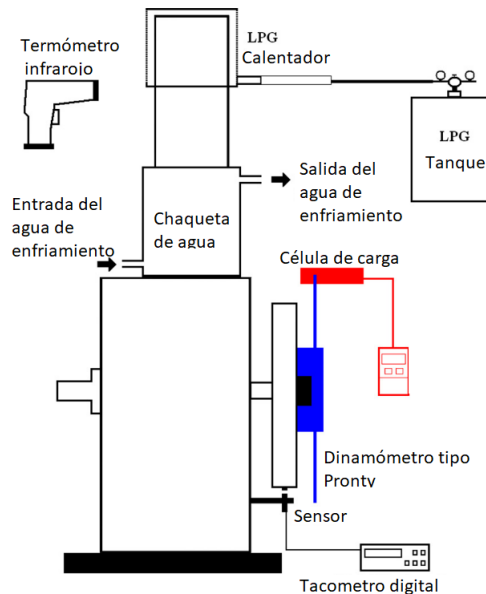 Termómetro
infrarojo
LPG
Calentador
LPG
Tanque
Entrada del
agua de
enfriamiento
Chaqueta
de agua
Salida del
agua de
enfriamiento
Célula de carga
Dinamómetro tipo
Pronty
Sensor
Tacometro digital